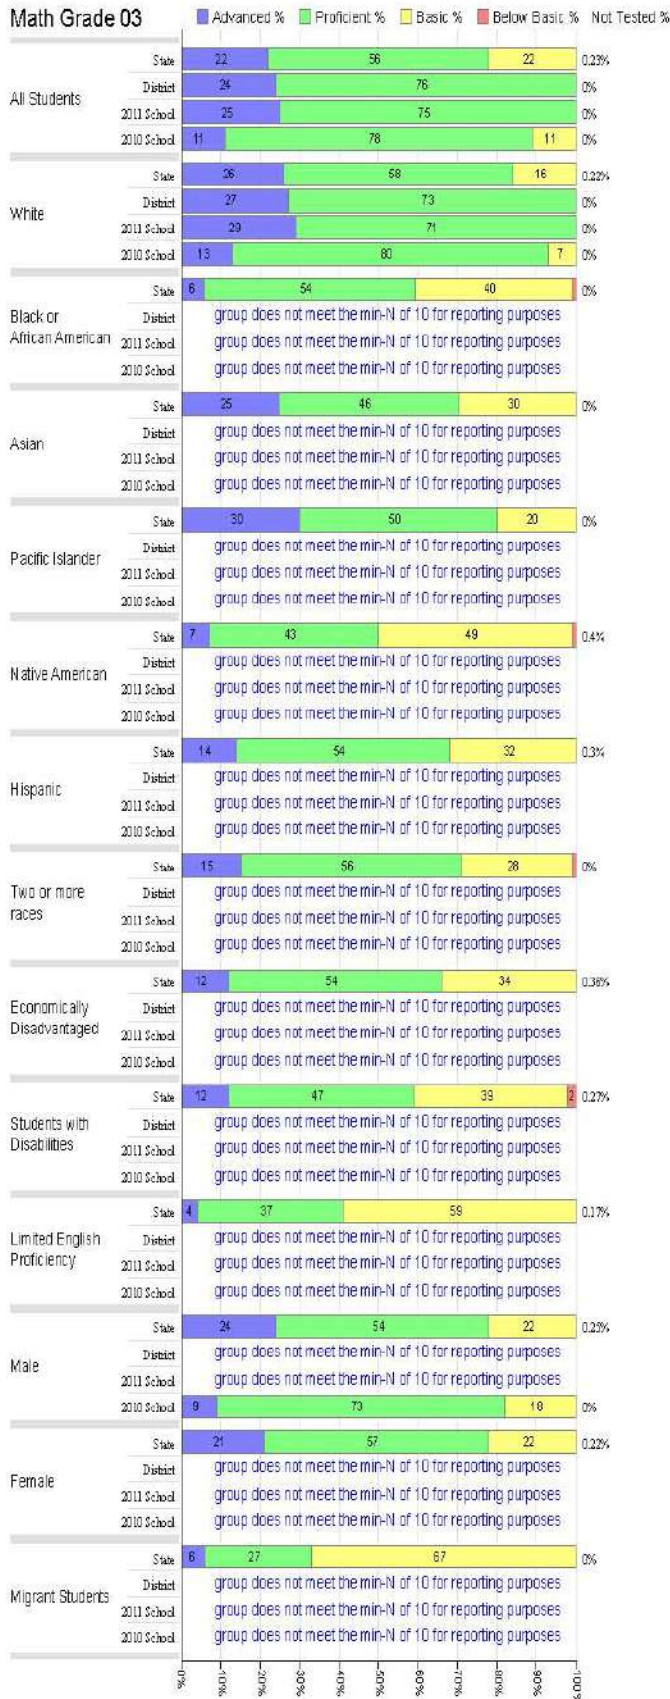 Math Grade 03
Advanced % Proficient % Basic % Below Basic % Not Tested %
All Students
State 22 56 22 0.23%
District 24 76 0%
2011 School 25 75 0%
2010 School 11 78 11 0%
White
State 26 58 16 0.22%
District 27 73 0%
2011 School 29 71 0%
2010 School 13 80 7 0%
Black or
African American
State 6 54 40 0%
District group does not meet the min-N of 10 for reporting purposes
2011 School group does not meet the min-N of 10 for reporting purposes
2010 School group does not meet the min-N of 10 for reporting purposes
Asian
State 25 46 30 0%
District group does not meet the min-N of 10 for reporting purposes
2011 School group does not meet the min-N of 10 for reporting purposes
2010 School group does not meet the min-N of 10 for reporting purposes
Pacific Islander
State 30 50 20 0%
District group does not meet the min-N of 10 for reporting purposes
2011 School group does not meet the min-N of 10 for reporting purposes
2010 School group does not meet the min-N of 10 for reporting purposes
Native American
State 7 43 49 0.4%
District group does not meet the min-N of 10 for reporting purposes
2011 School group does not meet the min-N of 10 for reporting purposes
2010 School group does not meet the min-N of 10 for reporting purposes
Hispanic
State 14 54 32 0.3%
District group does not meet the min-N of 10 for reporting purposes
2011 School group does not meet the min-N of 10 for reporting purposes
2010 School group does not meet the min-N of 10 for reporting purposes
Two or more
races
State 15 56 28 0%
District group does not meet the min-N of 10 for reporting purposes
2011 School group does not meet the min-N of 10 for reporting purposes
2010 School group does not meet the min-N of 10 for reporting purposes
Economically
Disadvantaged
State 12 54 34 0.36%
District group does not meet the min-N of 10 for reporting purposes
2011 School group does not meet the min-N of 10 for reporting purposes
2010 School group does not meet the min-N of 10 for reporting purposes
Students with
Disabilities
State 12 47 39 2 0.27%
District group does not meet the min-N of 10 for reporting purposes
2011 School group does not meet the min-N of 10 for reporting purposes
2010 School group does not meet the min-N of 10 for reporting purposes
Limited English
Proficiency
State 4 37 59 0.17%
District group does not meet the min-N of 10 for reporting purposes
2011 School group does not meet the min-N of 10 for reporting purposes
2010 School group does not meet the min-N of 10 for reporting purposes
Male
State 24 54 22
District group does not meet the min-N of 10 for reporting purposes
2011 School group does not meet the min-N of 10 for reporting purposes
2010 School 9 73 18 0%
Female
State 21 57 22 0.22%
District group does not meet the min-N of 10 for reporting purposes
2011 School group does not meet the min-N of 10 for reporting purposes
2010 School group does not meet the min-N of 10 for reporting purposes
Migrant Students
State 6 27 67 0%
District group does not meet the min-N of 10 for reporting purposes
2011 School group does not meet the min-N of 10 for reporting purposes
2010 School group does not meet the min-N of 10 for reporting purposes
0% 10% 20% 30% 40% 50% 60% 70% 80% 90% 100%